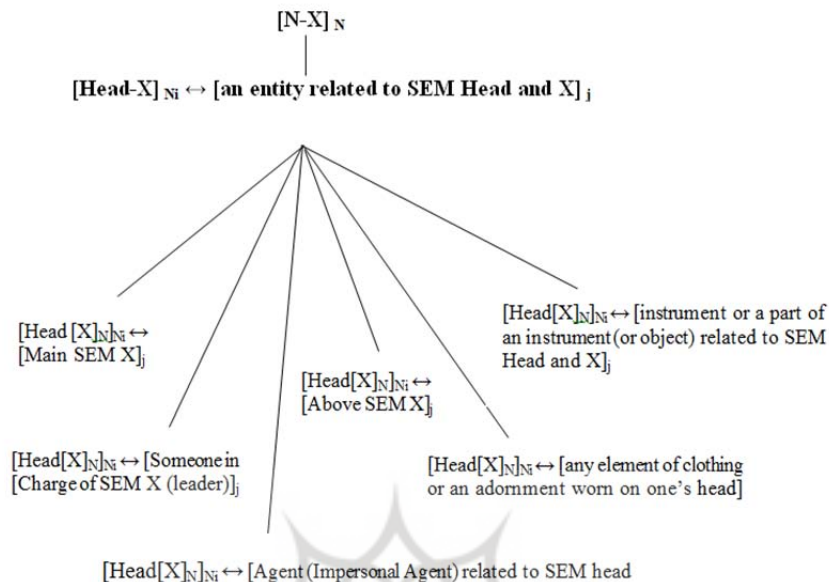 [N-X] N
[Head-X] Ni ↔ [an entity related to SEM Head and X] j
[Head [X]N]Ni ↔
[Main SEM X]j
[Head[X]N]Ni ↔ [instrument or a part of
an instrument (or object) related to SEM
Head and X]j
[Head[X]N]Ni ↔
[Above SEM X]j
[Head[X]N]Ni ↔ [Someone in
[Charge of SEM X (leader)]j
[Head[X]N]Ni ↔ [any element of clothing
or an adornment worn on one's head]
[Head[X]N]Ni ↔ [Agent (Impersonal Agent) related to SEM head